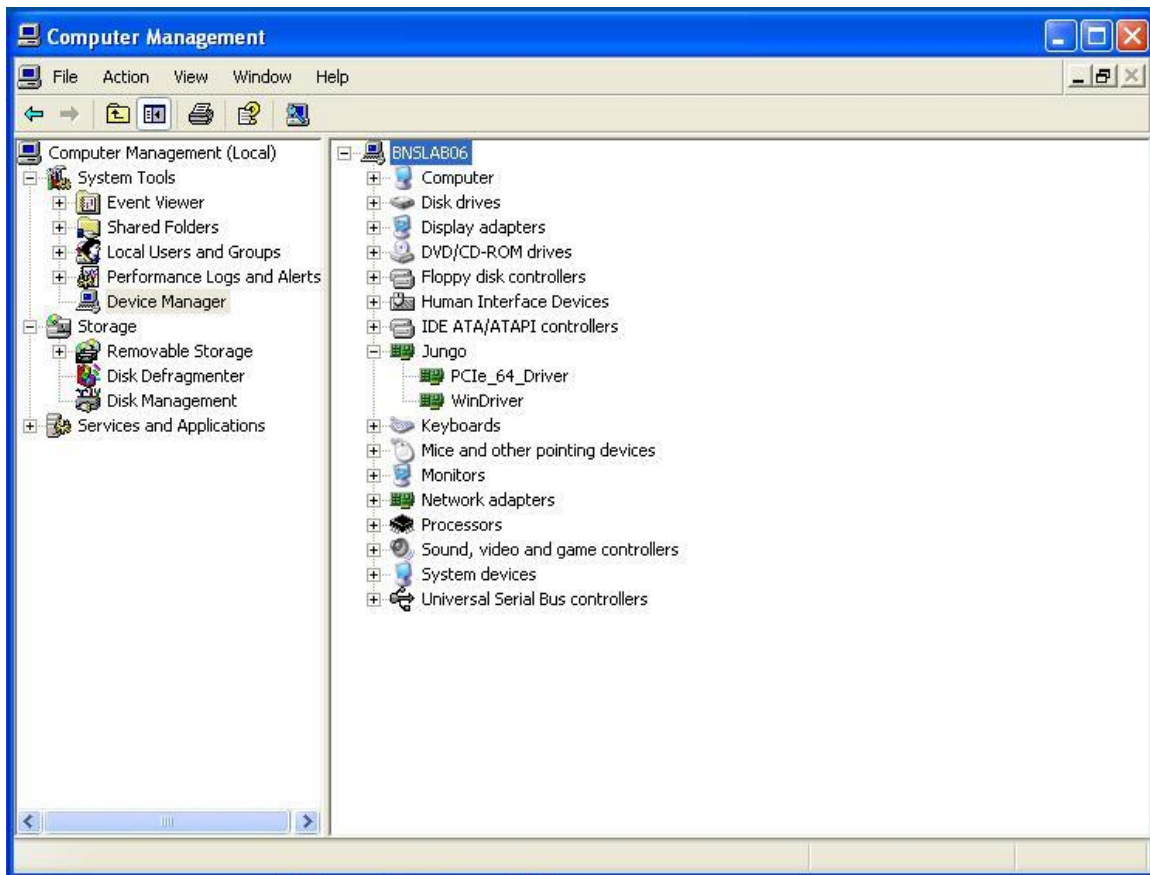 Computer Management
File Action View Window Help
Computer Management (Local)
System Tools
Event Viewer
Shared Folders
Local Users and Groups
Performance Logs and Alerts
Device Manager
Storage
Removable Storage
Disk Defragmenter
Disk Management
Services and Applications
BNSLAB06
Computer
Disk drives
Display adapters
DVD/CD-ROM drives
Floppy disk controllers
Human Interface Devices
IDE ATA/ATAPI controllers
Jungo
PCIe_64_Driver
WinDriver
Keyboards
Mice and other pointing devices
Monitors
Network adapters
Processors
Sound, video and game controllers
System devices
Universal Serial Bus controllers